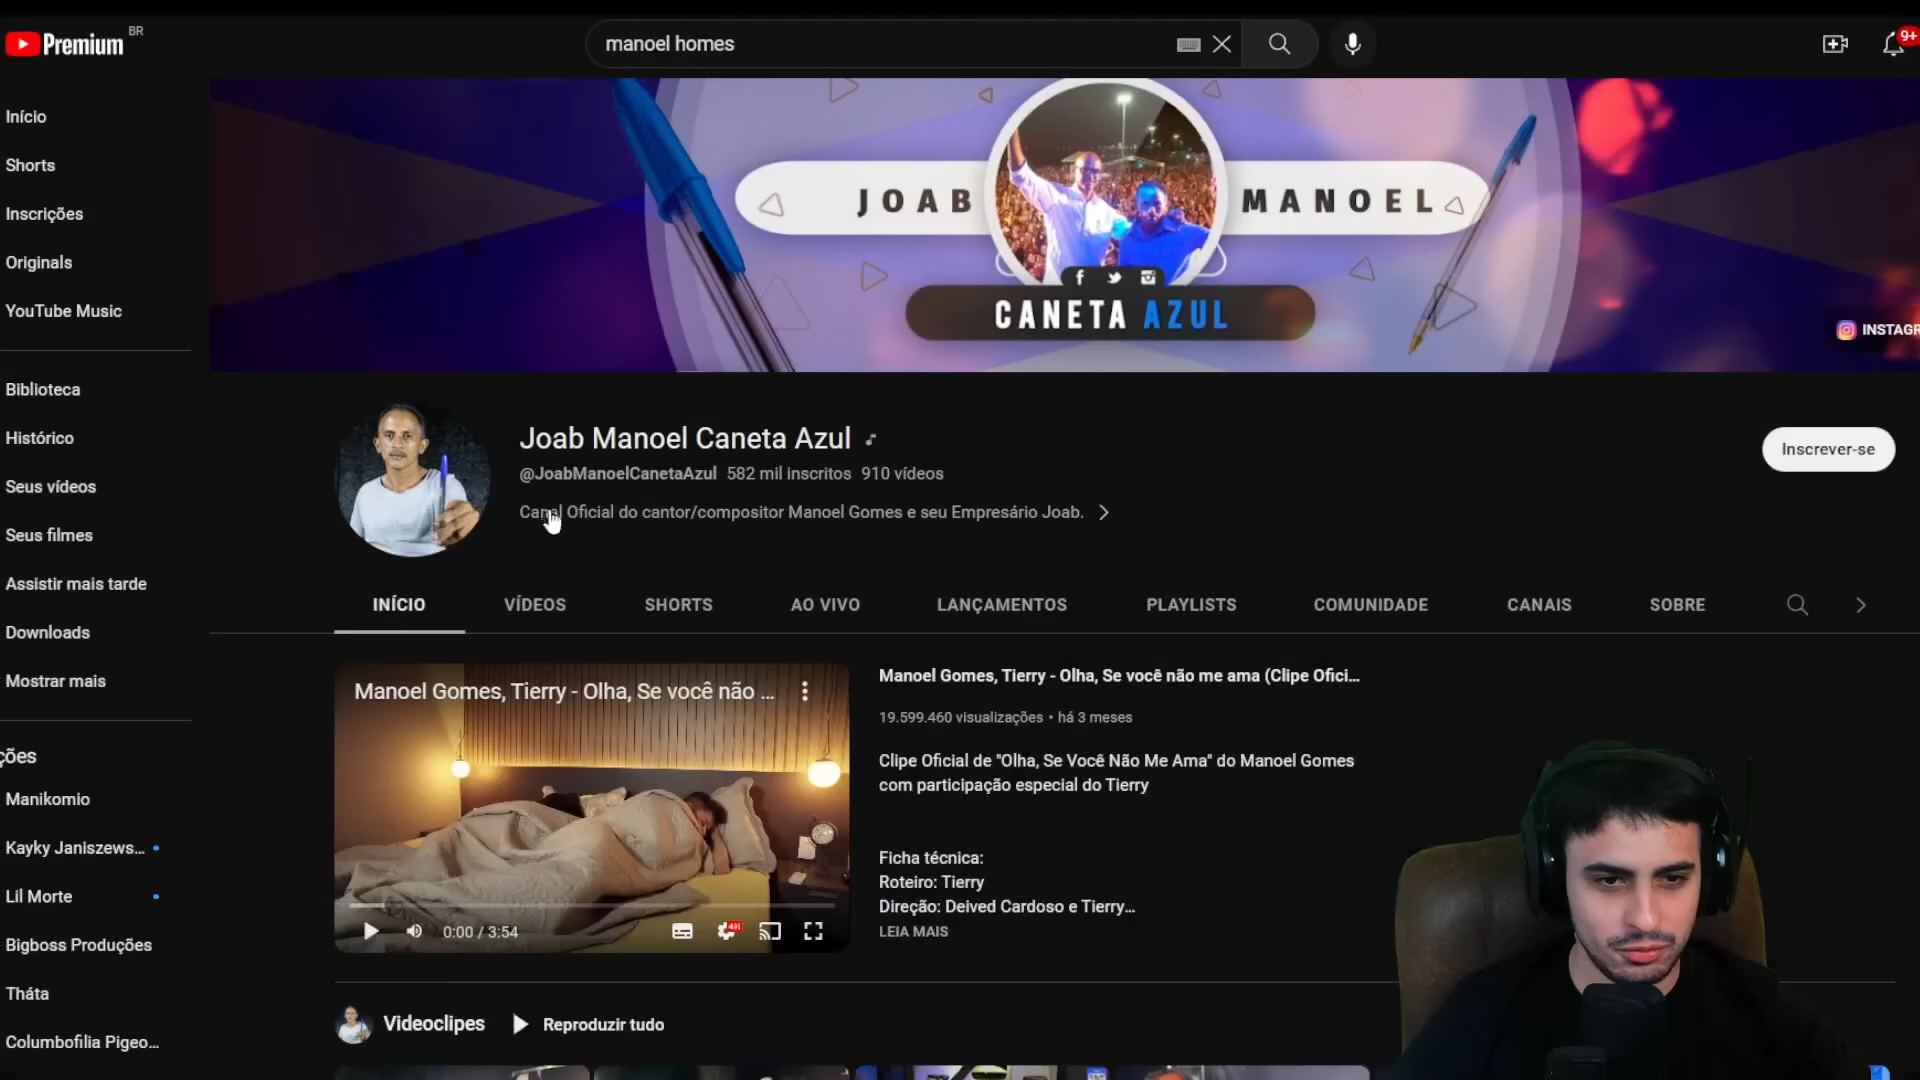 Premium BR
manoel homes
9+
Início
Shorts
Inscrições
Originals
YouTube Music
Biblioteca
Histórico
Seus vídeos
Seus filmes
Assistir mais tarde
Downloads
Mostrar mais
ções
Manikomio
Kayky Janiszews...
Lil Morte
Bigboss Produções
Tháta
Columbofilia Pigeo...
JOAB MANOEL
CANETA AZUL
INSTAGR
Joab Manoel Caneta Azul
@JoabManoelCanetaAzul 582 mil inscritos 910 vídeos
Canal Oficial do cantor/compositor Manoel Gomes e seu Empresário Joab.
Inscrever-se
INÍCIO VÍDEOS SHORTS AO VIVO LANÇAMENTOS PLAYLISTS COMUNIDADE CANAIS SOBRE
Manoel Gomes, Tierry - Olha, Se você não ...
0:00 / 3:54
Manoel Gomes, Tierry - Olha, Se você não me ama (Clipe Ofici...
19.599.460 visualizações • há 3 meses
Clipe Oficial de "Olha, Se Você Não Me Ama" do Manoel Gomes
com participação especial do Tierry
Ficha técnica:
Roteiro: Tierry
Direção: Deived Cardoso e Tierry...
LEIA MAIS
Videoclipes Reproduzir tudo